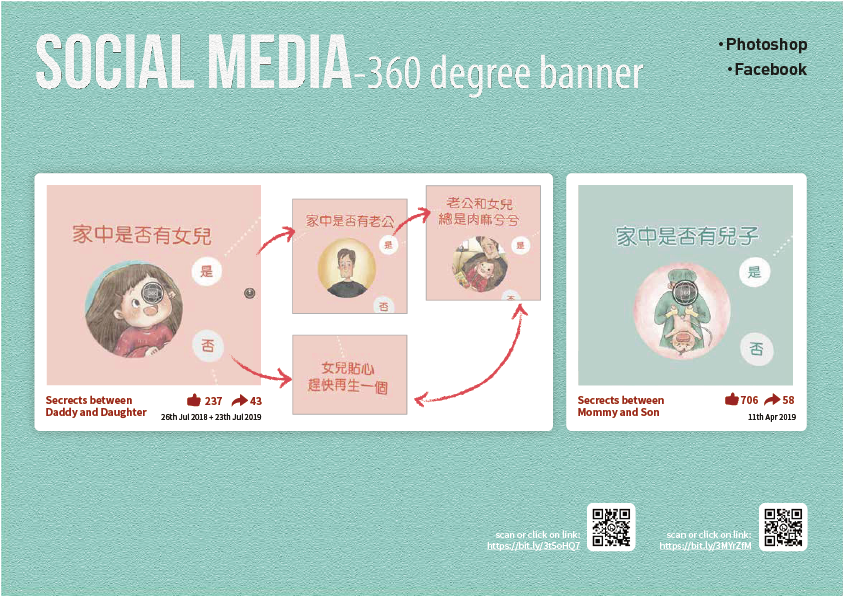 SOCIAL MEDIA-360 degree banner
•Photoshop
•Facebook
家中是否有女兒
是
否
Secrects between
Daddy and Daughter
237
43
26th Jul 2018 + 23th Jul 2019
家中是否有老公
是
否
老公和女兒
總是肉麻兮兮
是
否
女兒貼心
趕快再生一個
家中是否有兒子
是
否
Secrects between
Mommy and Son
706
58
11th Apr 2019
scan or click on link:
https://bit.ly/3tSoHQ7
scan or click on link:
https://bit.ly/3MYrZfM